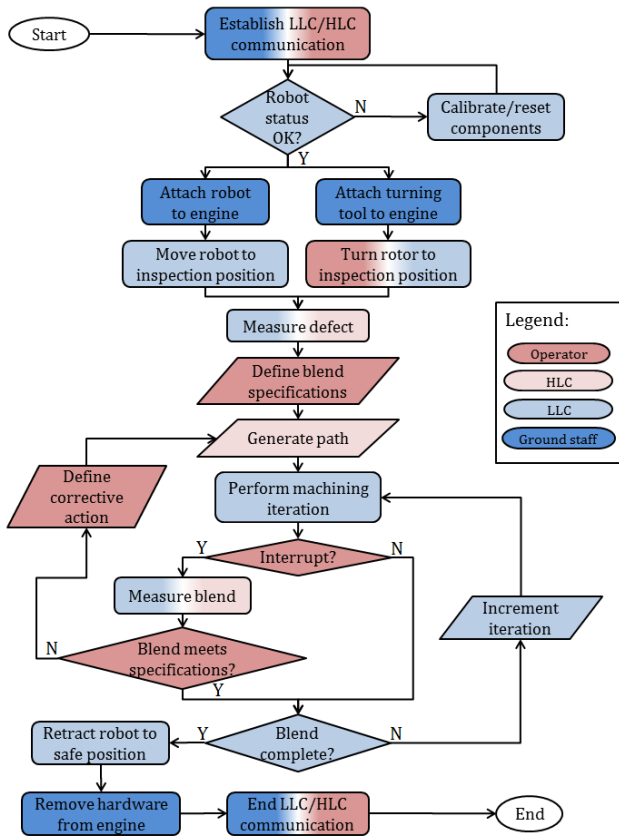 Start
Establish LLC/HLC
communication
Robot
status
OK?
N
Calibrate/reset
components
Y
Attach robot
to engine
Attach turning
tool to engine
Move robot to
inspection position
Turn rotor to
inspection position
Measure defect
Legend:
Operator
HLC
LLC
Ground staff
Define blend
specifications
Generate path
Define
corrective
action
Perform machining
iteration
Y
Interrupt?
N
Measure blend
Increment
iteration
N
Blend meets
specifications?
Y
Retract robot to
safe position
Y
Blend
complete?
N
Remove hardware
from engine
End LLC/HLC
communication
End